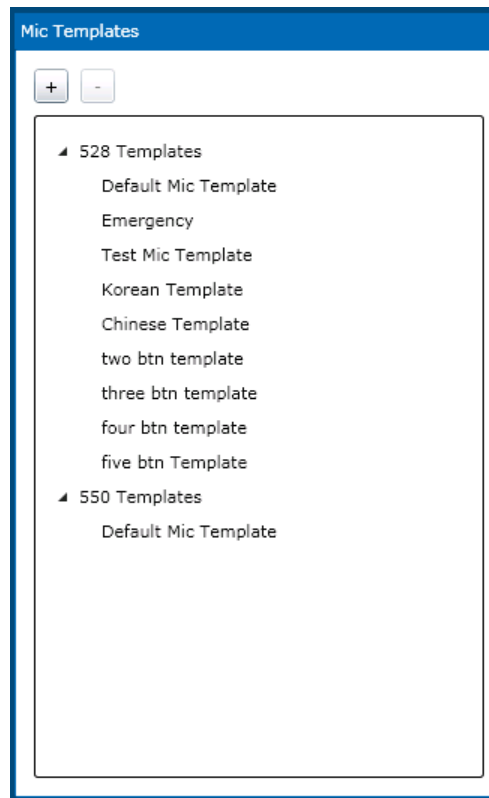 Mic Templates
+ -
528 Templates
Default Mic Template
Emergency
Test Mic Template
Korean Template
Chinese Template
two btn template
three btn template
four btn template
five btn Template
550 Templates
Default Mic Template